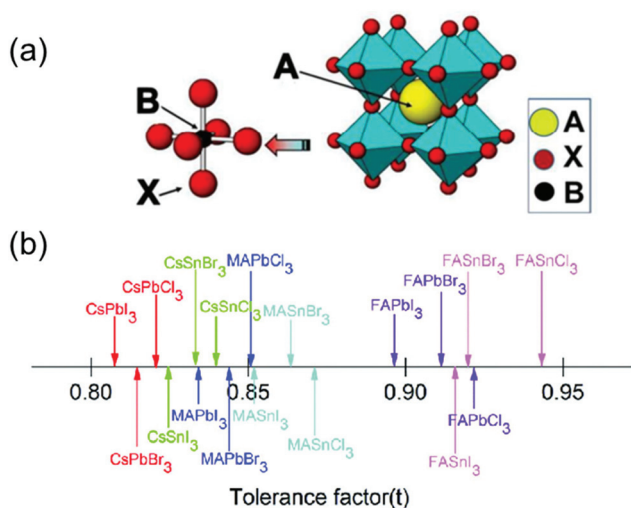 (a)
A
B
X
A
X
B
(b)
CsSnBr₃ MAPbCl₃ FASnBr₃ FASnCl₃
CsPbCl₃ FAPbBr₃
CsPbI₃ CsSnCl₃ MASnBr₃ FAPbI₃
0.80 0.85 0.90 0.95
MAPbI₃ MASnI₃ FAPbCl₃
CsSnI₃
CsPbBr₃ MAPbBr₃ MASnCl₃ FASnI₃
Tolerance factor(t)